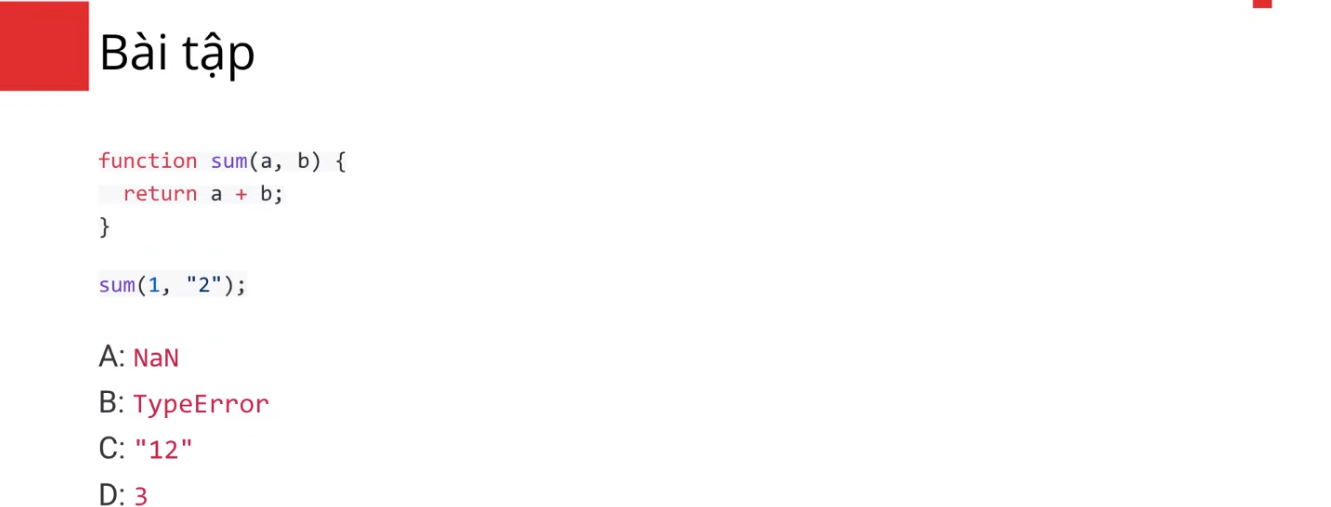 Bài tập
function sum(a, b) {
  return a + b;
}
sum(1, "2");
A: NaN
B: TypeError
C: "12"
D: 3